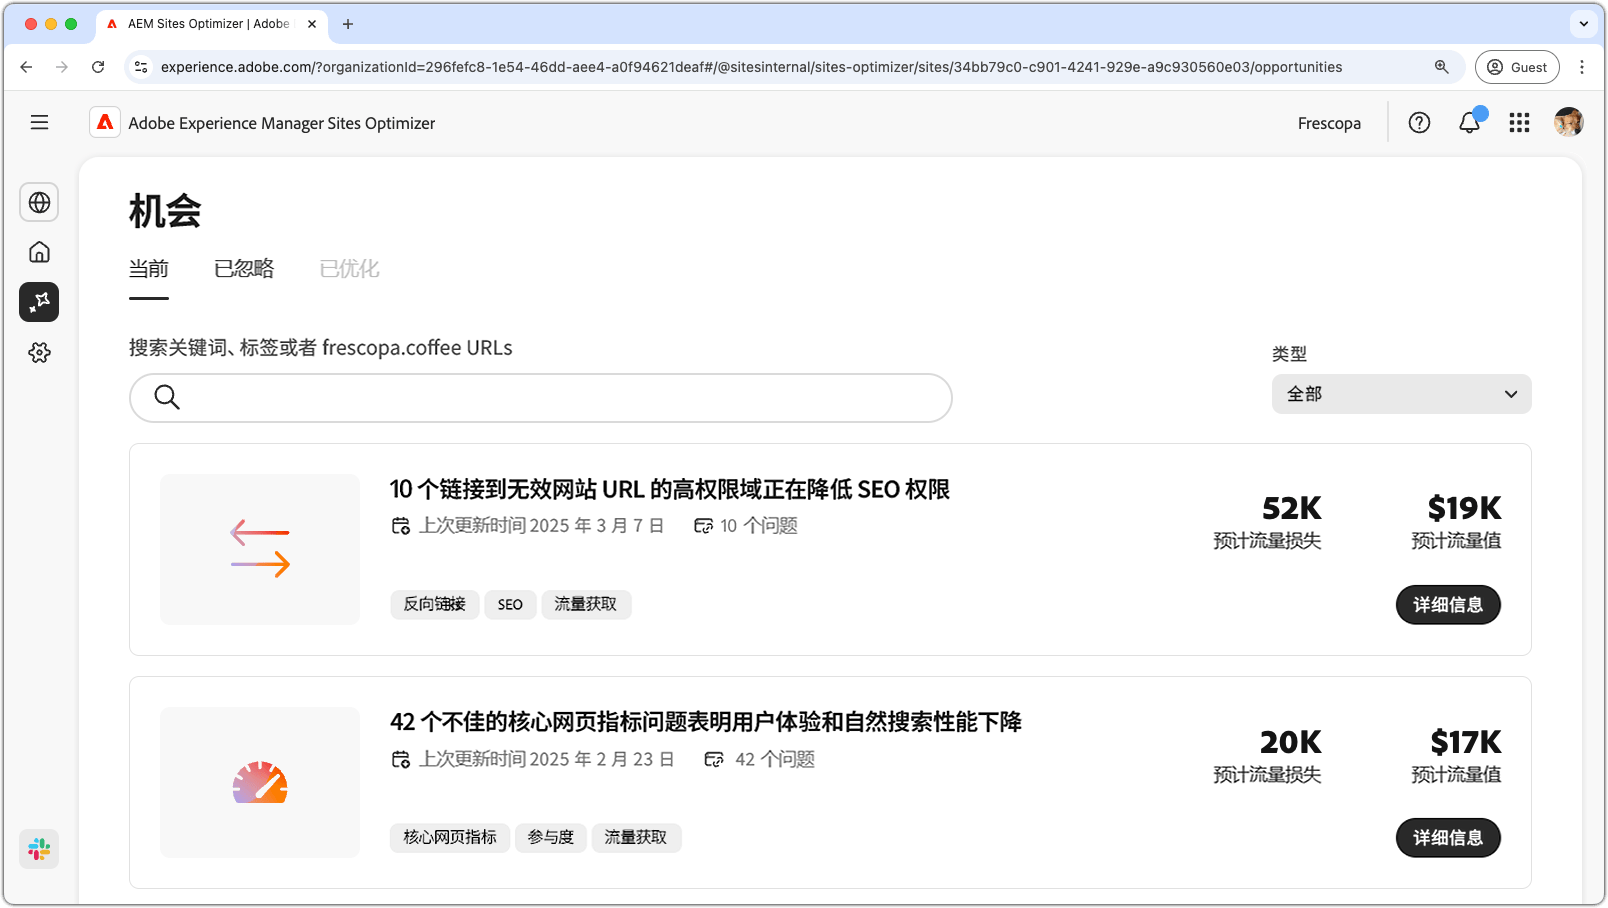 AEM Sites Optimizer | Adobe
experience.adobe.com/?organizationId=296fefc8-1e54-46dd-aee4-a0f94621deaf#/@sitesinternal/sites-optimizer/sites/34bb79c0-c901-4241-929e-a9c930560e03/opportunities
Guest
Adobe Experience Manager Sites Optimizer
Frescopa
机会
当前 已忽略 已优化
搜索关键词、标签或者 frescopa.coffee URLs
类型
全部
10 个链接到无效网站 URL 的高权限域正在降低 SEO 权限
上次更新时间 2025 年 3 月 7 日 10 个问题
52K $19K
预计流量损失 预计流量值
反向链接 SEO 流量获取
详细信息
42 个不佳的核心网页指标问题表明用户体验和自然搜索性能下降
上次更新时间 2025 年 2 月 23 日 42 个问题
20K $17K
预计流量损失 预计流量值
核心网页指标 参与度 流量获取
详细信息